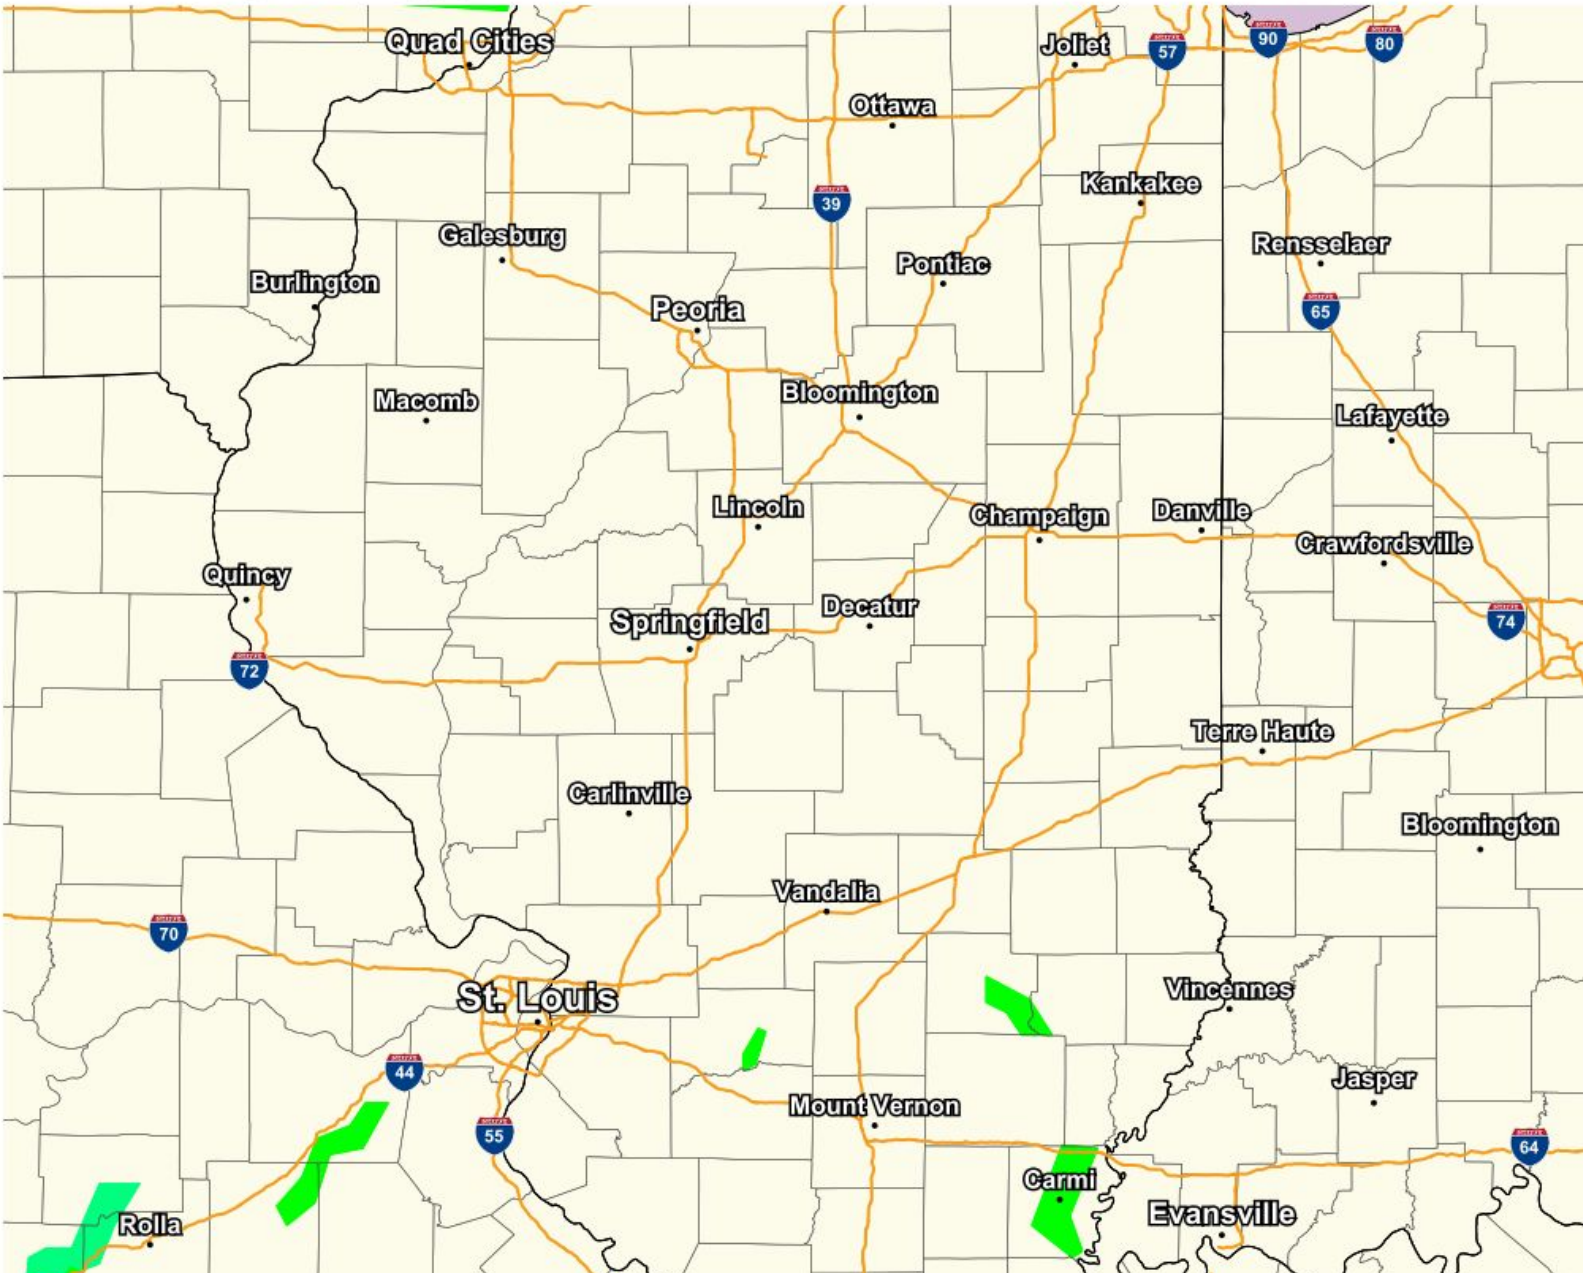 Quad Cities
Joliet
57
90
80
Ottawa
Kankakee
39
Galesburg
Rensselaer
Pontiac
Burlington
Peoria
65
Bloomington
Macomb
Lafayette
Lincoln
Champaign
Danville
Crawfordsville
Quincy
Decatur
Springfield
74
72
Terre Haute
Carlinville
Bloomington
Vandalia
70
Vincennes
St. Louis
44
Jasper
Mount Vernon
55
64
Carmi
Evansville
Rolla